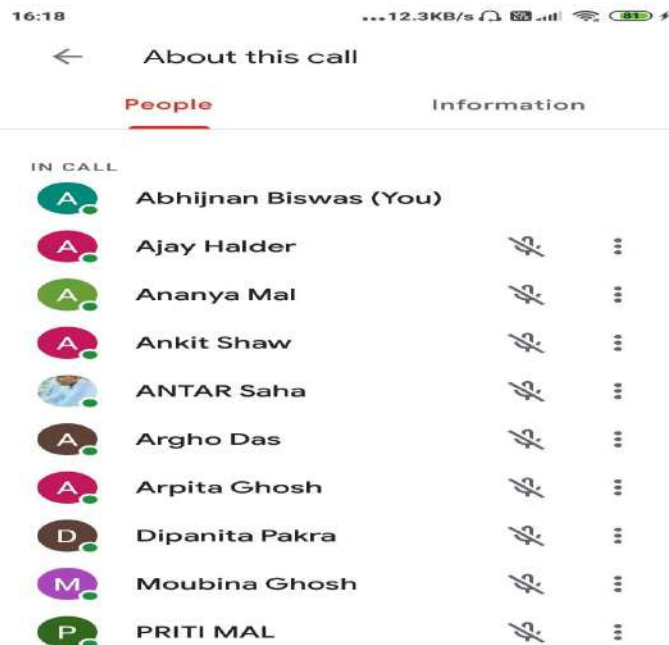 16:18 ...12.3KB/s 81
About this call
People Information
IN CALL
A Abhijnan Biswas (You)
A Ajay Halder
A Ananya Mal
A Ankit Shaw
ANTAR Saha
A Argho Das
A Arpita Ghosh
D Dipanita Pakra
M Moubina Ghosh
P PRITI MAL